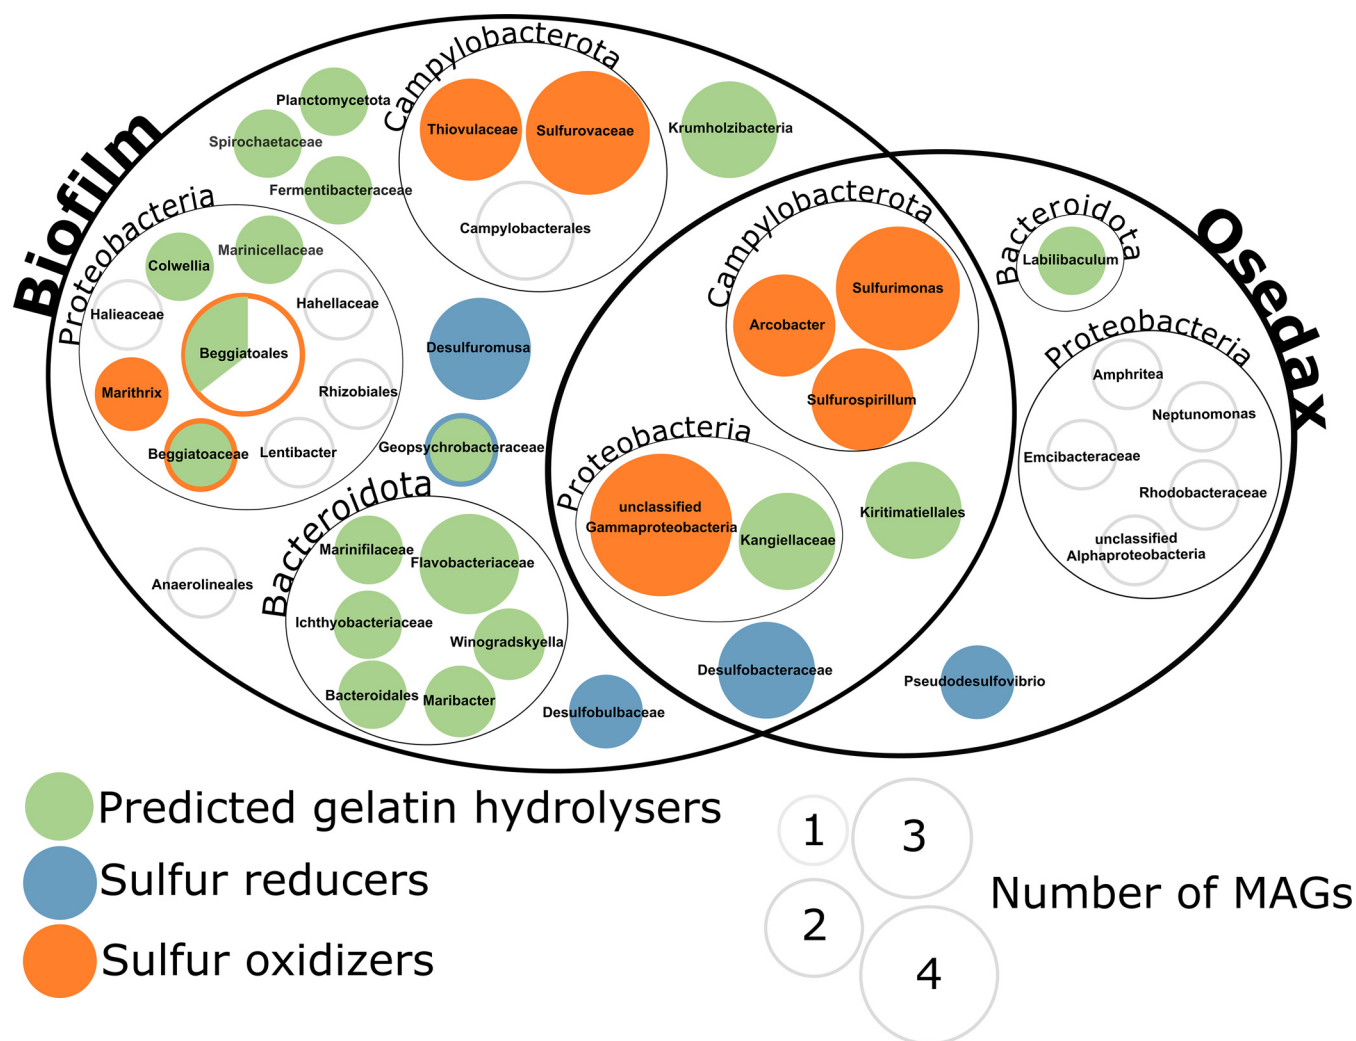 Biofilm
Osedax
Campylobacterota
Thiovulaceae
Sulfurovaceae
Campylobacterales
Planctomycetota
Spirochaetaceae
Fermentibacteraceae
Krumholzibacteria
Proteobacteria
Colwellia
Marinicellaceae
Halieaceae
Hahellaceae
Beggiatoales
Marithrix
Rhizobiales
Beggiatoaceae
Lentibacter
Desulfuromusa
Geopsychrobacteraceae
Anaerolineales
Bacteroidota
Marinifilaceae
Flavobacteriaceae
Ichthyobacteriaceae
Winogradskyella
Bacteroidales
Maribacter
Desulfobulbaceae
Campylobacterota
Sulfurimonas
Arcobacter
Sulfurospirillum
Proteobacteria
unclassified
Gammaproteobacteria
Kangiellaceae
Kiritimatiellales
Desulfobacteraceae
Bacteroidota
Labilibaculum
Proteobacteria
Amphritea
Neptunomonas
Emcibacteraceae
Rhodobacteraceae
unclassified
Alphaproteobacteria
Pseudodesulfovibrio
Predicted gelatin hydrolysers
Sulfur reducers
Sulfur oxidizers
1
3
2
4
Number of MAGs